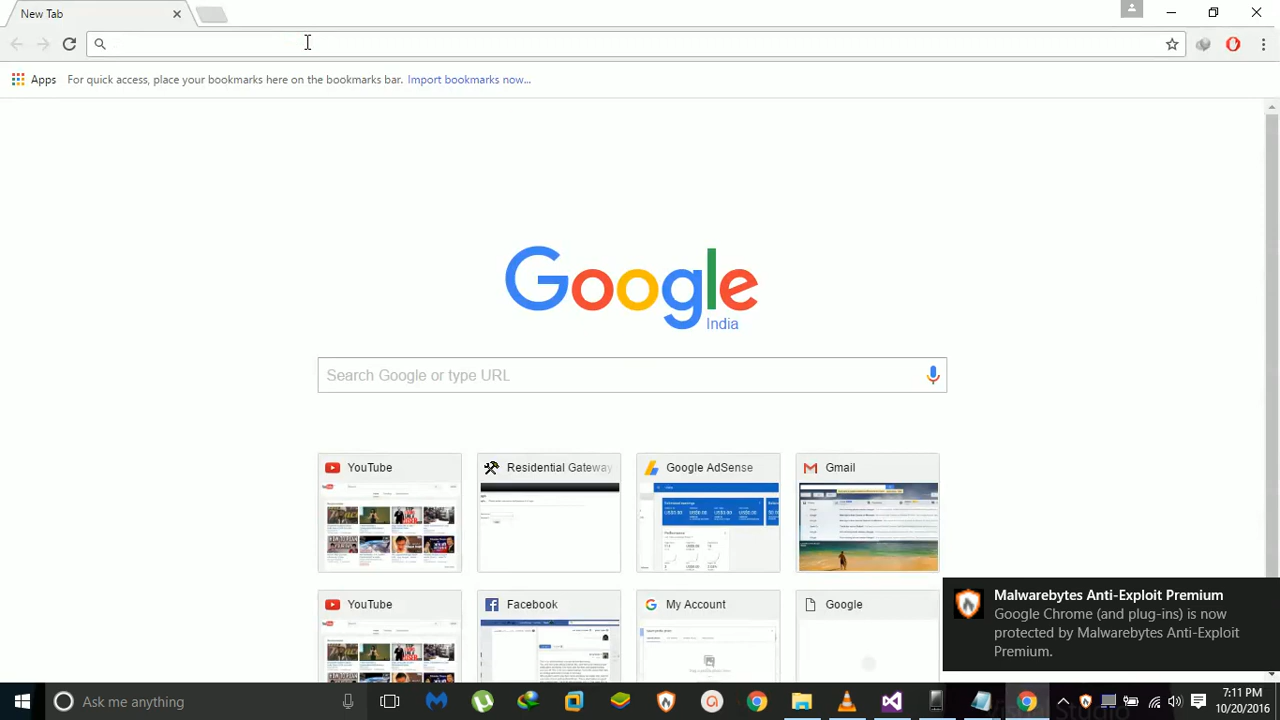 New Tab
Apps For quick access, place your bookmarks here on the bookmarks bar. Import bookmarks now...
Google
India
Search Google or type URL
YouTube
Residential Gateway
Google AdSense
Gmail
YouTube
Facebook
My Account
Google
Malwarebytes Anti-Exploit Premium
Google Chrome (and plug-ins) is now
protected by Malwarebytes Anti-Exploit
Premium.
Ask me anything
7:11 PM
10/20/2016